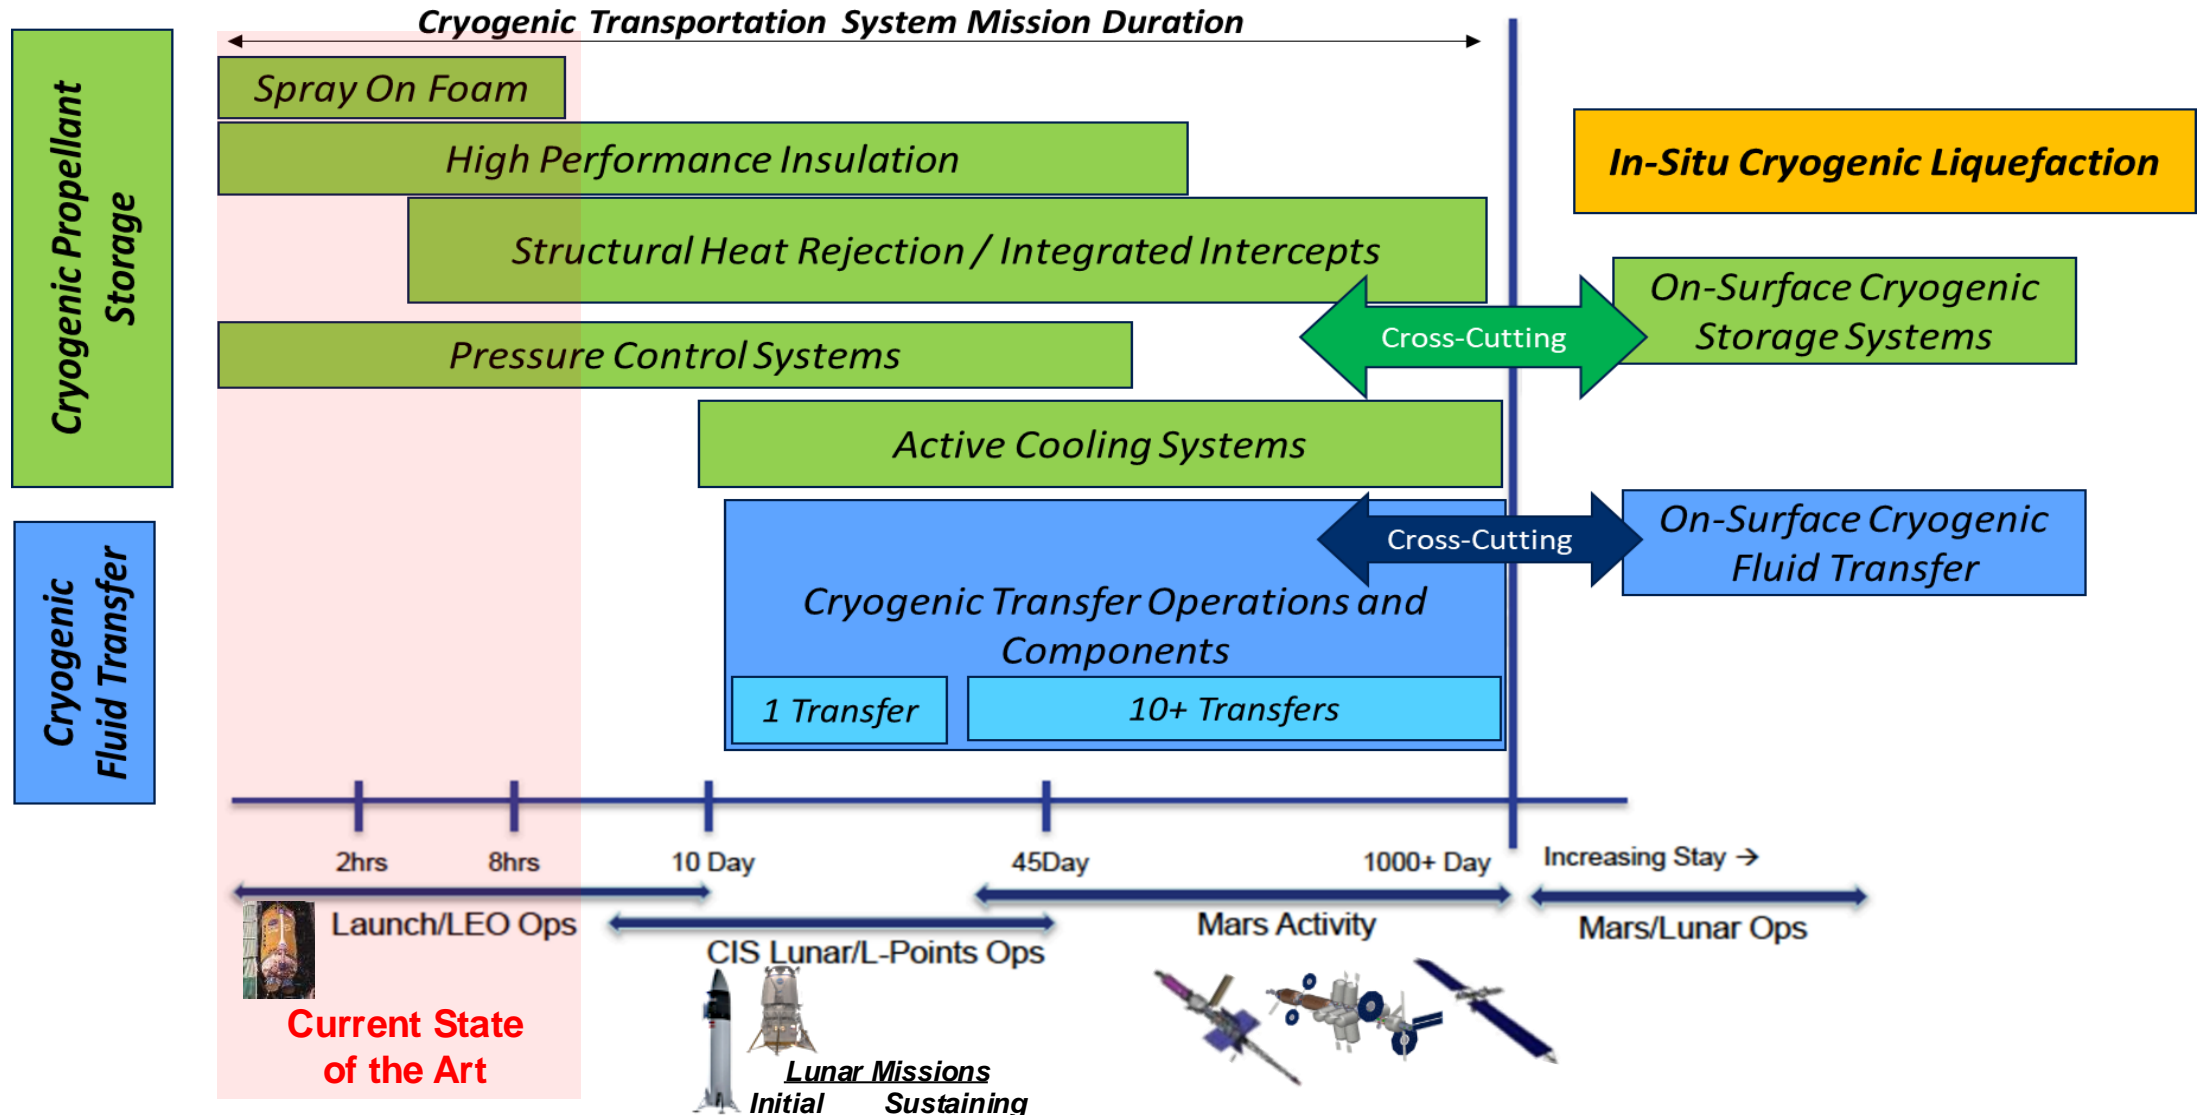 Cryogenic Transportation System Mission Duration
Cryogenic Propellant
Storage
Spray On Foam
High Performance Insulation
Structural Heat Rejection / Integrated Intercepts
Pressure Control Systems
Active Cooling Systems
In-Situ Cryogenic Liquefaction
Cross-Cutting
On-Surface Cryogenic
Storage Systems
Cryogenic
Fluid Transfer
Cross-Cutting
On-Surface Cryogenic
Fluid Transfer
Cryogenic Transfer Operations and
Components
1 Transfer
10+ Transfers
2hrs
8hrs
10 Day
45Day
1000+ Day
Increasing Stay →
Launch/LEO Ops
CIS Lunar/L-Points Ops
Mars Activity
Mars/Lunar Ops
Current State
of the Art
Lunar Missions
Initial Sustaining